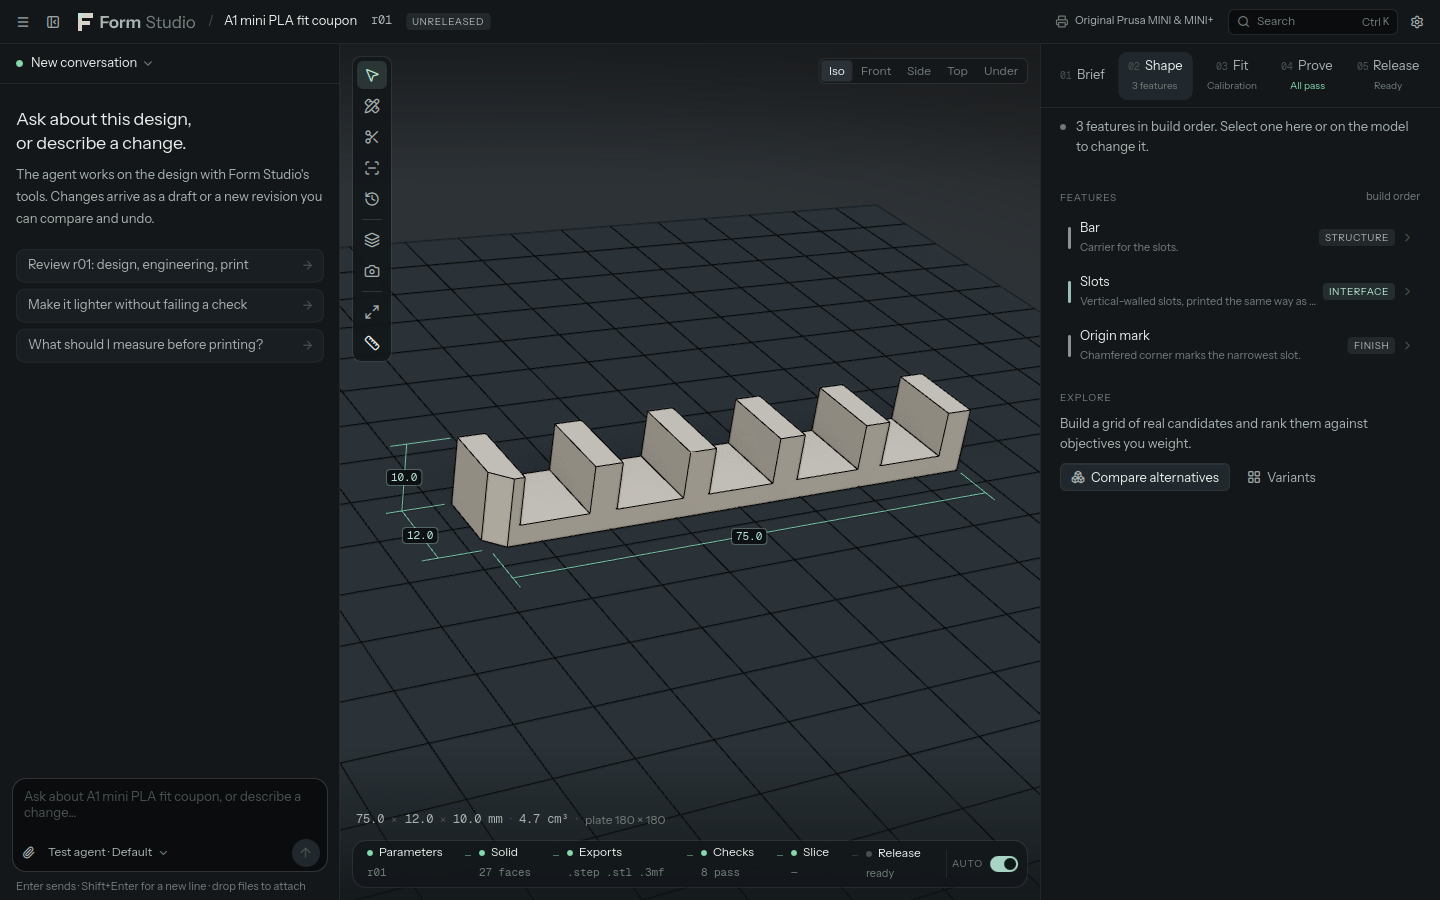 Form Studio / A1 mini PLA fit coupon r01 UNRELEASED
Original Prusa MINI & MINI+
Search Ctrl K
New conversation
Ask about this design,
or describe a change.
The agent works on the design with Form Studio's
tools. Changes arrive as a draft or a new revision you
can compare and undo.
Review r01: design, engineering, print
Make it lighter without failing a check
What should I measure before printing?
Ask about A1 mini PLA fit coupon, or describe a
change...
Test agent · Default
Enter sends · Shift+Enter for a new line · drop files to attach
Iso Front Side Top Under
10.0
12.0
75.0
75.0 × 12.0 × 10.0 mm · 4.7 cm³ · plate 180 × 180
Parameters
r01
Solid
27 faces
Exports
.step .stl .3mf
Checks
8 pass
Slice
—
Release
ready
AUTO
01 Brief
02 Shape
3 features
03 Fit
Calibration
04 Prove
All pass
05 Release
Ready
3 features in build order. Select one here or on the model
to change it.
FEATURES build order
Bar
Carrier for the slots.
STRUCTURE
Slots
Vertical-walled slots, printed the same way as ...
INTERFACE
Origin mark
Chamfered corner marks the narrowest slot.
FINISH
EXPLORE
Build a grid of real candidates and rank them against
objectives you weight.
Compare alternatives
Variants